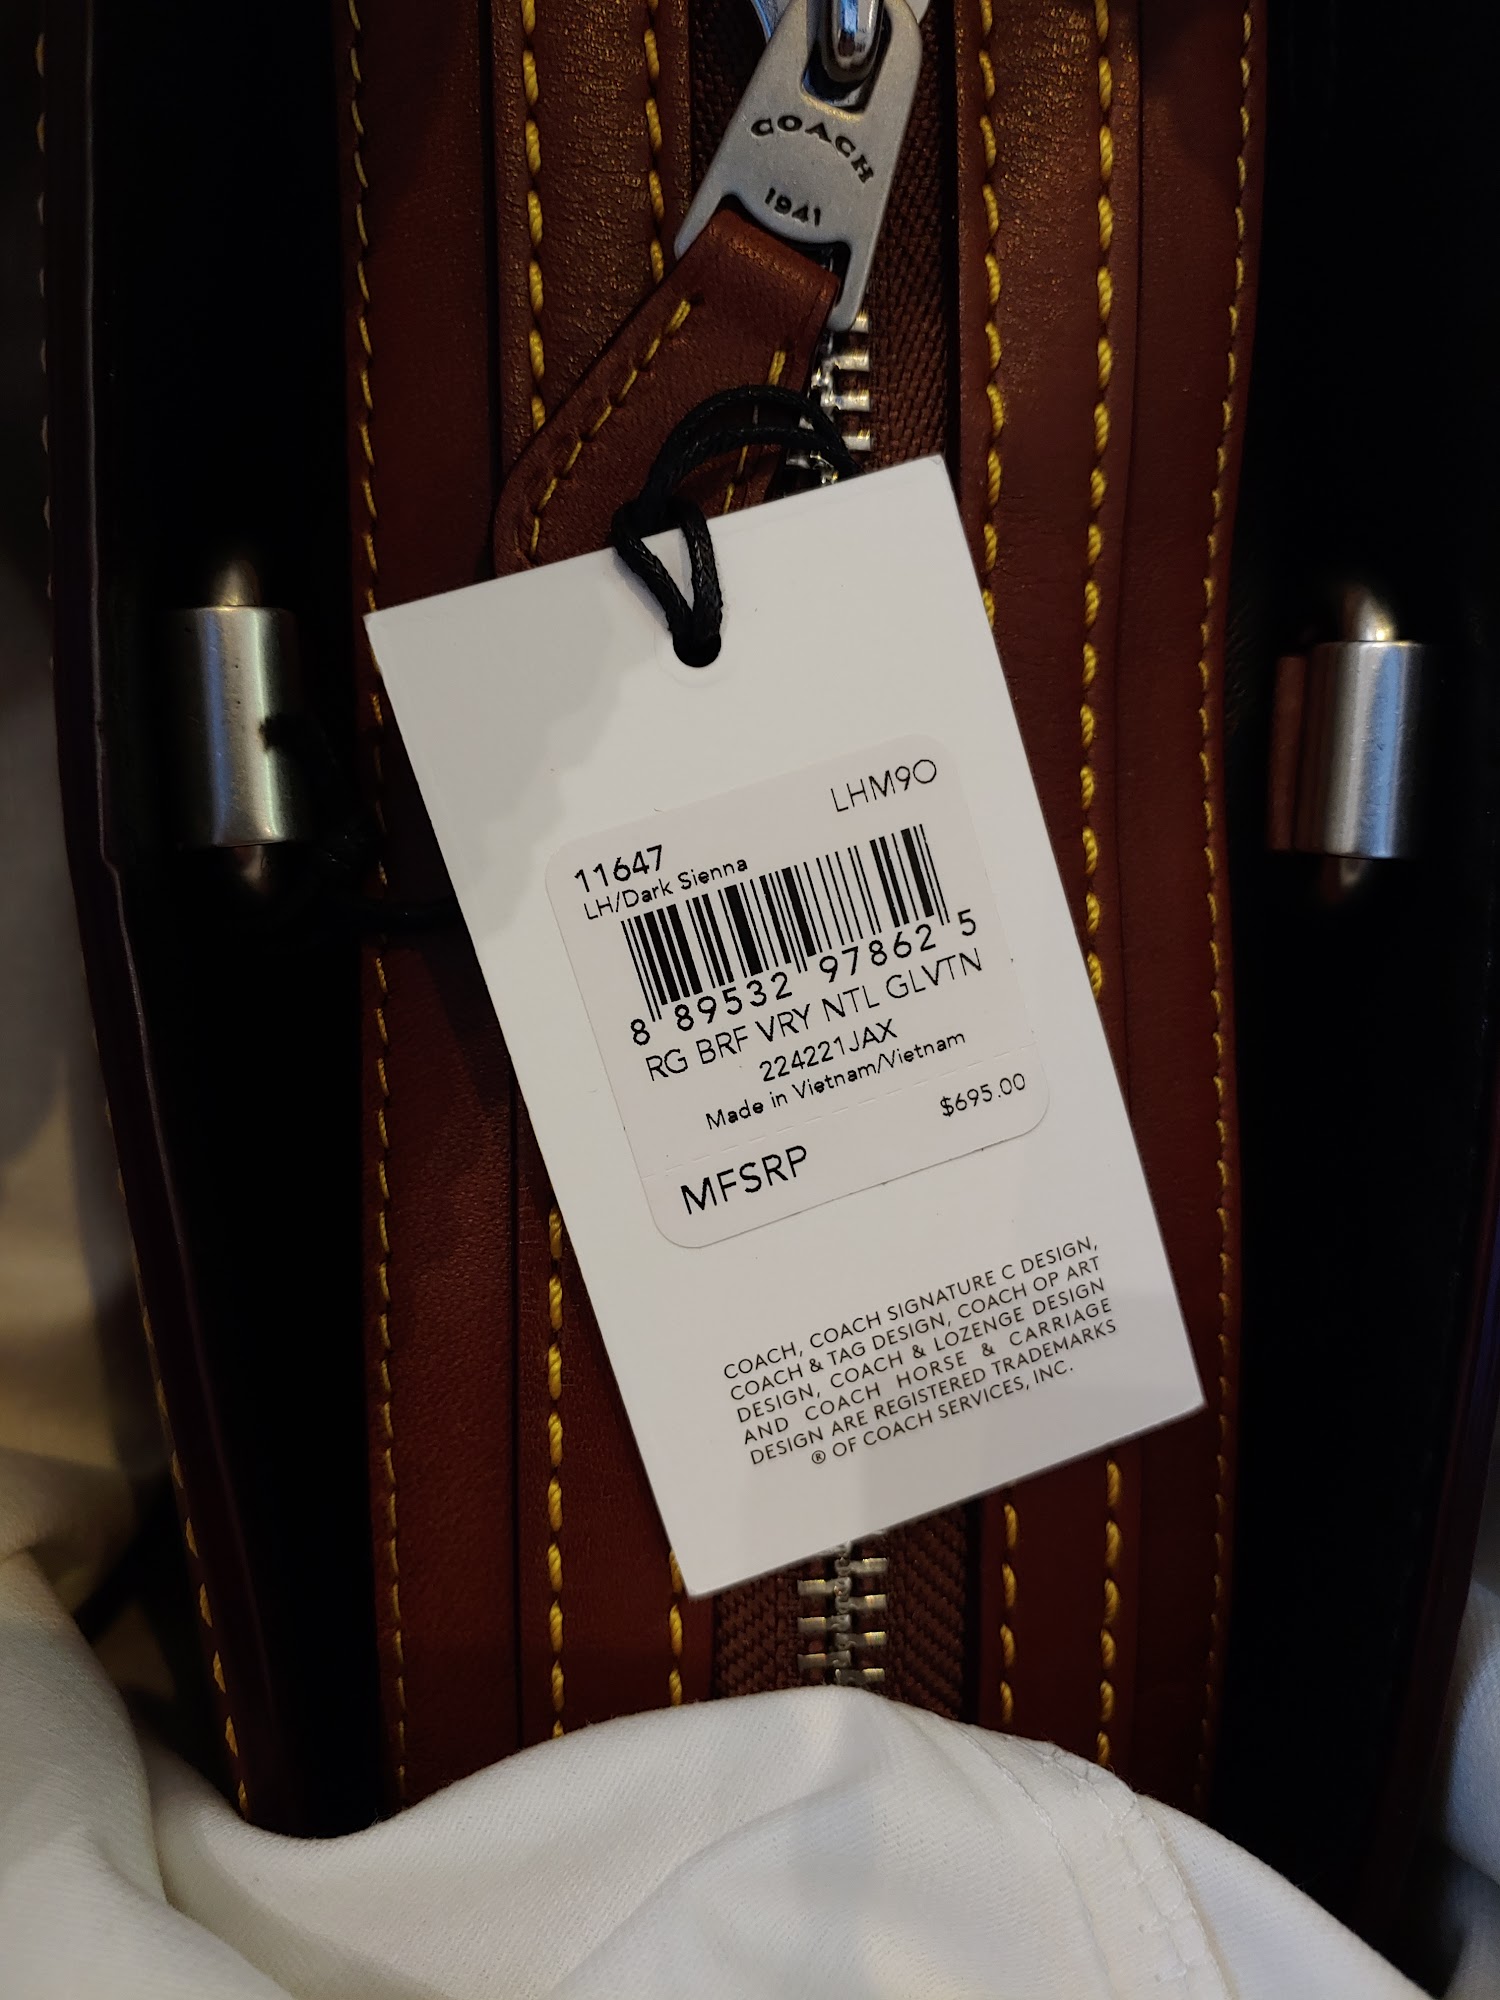 COACH
1941
LHM9O
11647
LH/Dark Sienna
8 89532 97862 5
RG BRF VRY NTL GLVTN
224221JAX
Made in Vietnam/Vietnam
$695.00
MFSRP
COACH, COACH SIGNATURE C DESIGN,
COACH & TAG DESIGN, COACH OP ART
DESIGN, COACH & LOZENGE DESIGN
AND COACH HORSE & CARRIAGE
DESIGN ARE REGISTERED TRADEMARKS
® OF COACH SERVICES, INC.